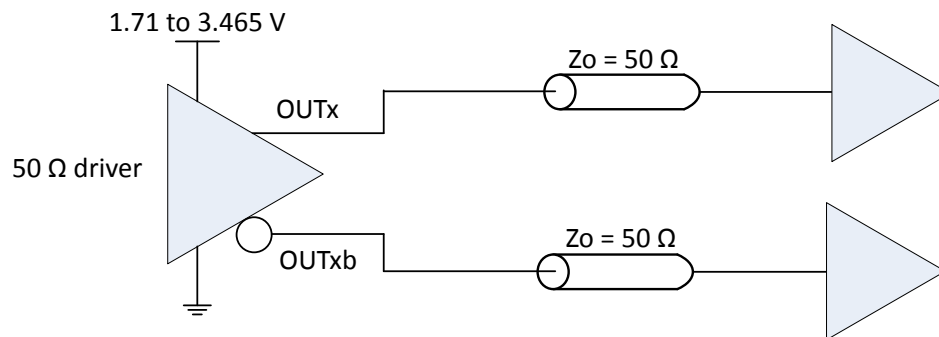 1.71 to 3.465 V
Zo = 50 Ω
OUTx
50 Ω driver
Zo = 50 Ω
OUTxb